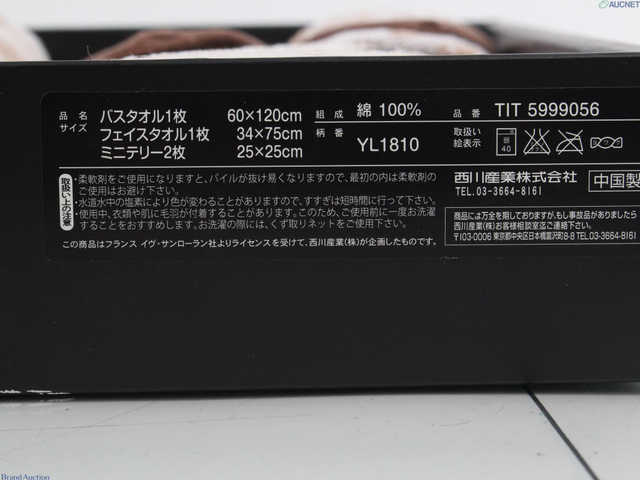 AUCNET
品名 サイズ バスタオル1枚 60×120cm 組成 綿 100% 品番 TIT 5999056
フェイスタオル1枚 34×75cm 柄番 YL1810 取扱い 絵表示 弱 40
ミニテリー2枚 25×25cm
取扱い上の注意
・柔軟剤をご使用になりますと、パイルが抜け易くなりますので、最初の内は柔軟剤の
ご使用はお避け下さい。
・水道水中の塩素により色が変わることがありますので、すすぎは短時間に行って下さい。
・使用中、衣類や肌に毛羽が付着することがあります。このため、ご使用前に一度お洗濯
することをおすすめします。お洗濯の際には、くず取りネットをご使用下さい。
この商品はフランス イヴ・サンローラン社よりライセンスを受けて、西川産業(株)が企画したものです。
西川産業株式会社
TEL.03-3664-8161
中国製
商品には万全を期しておりますが、もし事故品がありましたら
西川産業(株)お客様相談室迄ご連絡下さい。
〒103-0006 東京都中央区日本橋富沢町8-8 TEL.03-3664-8161
BrandAuction